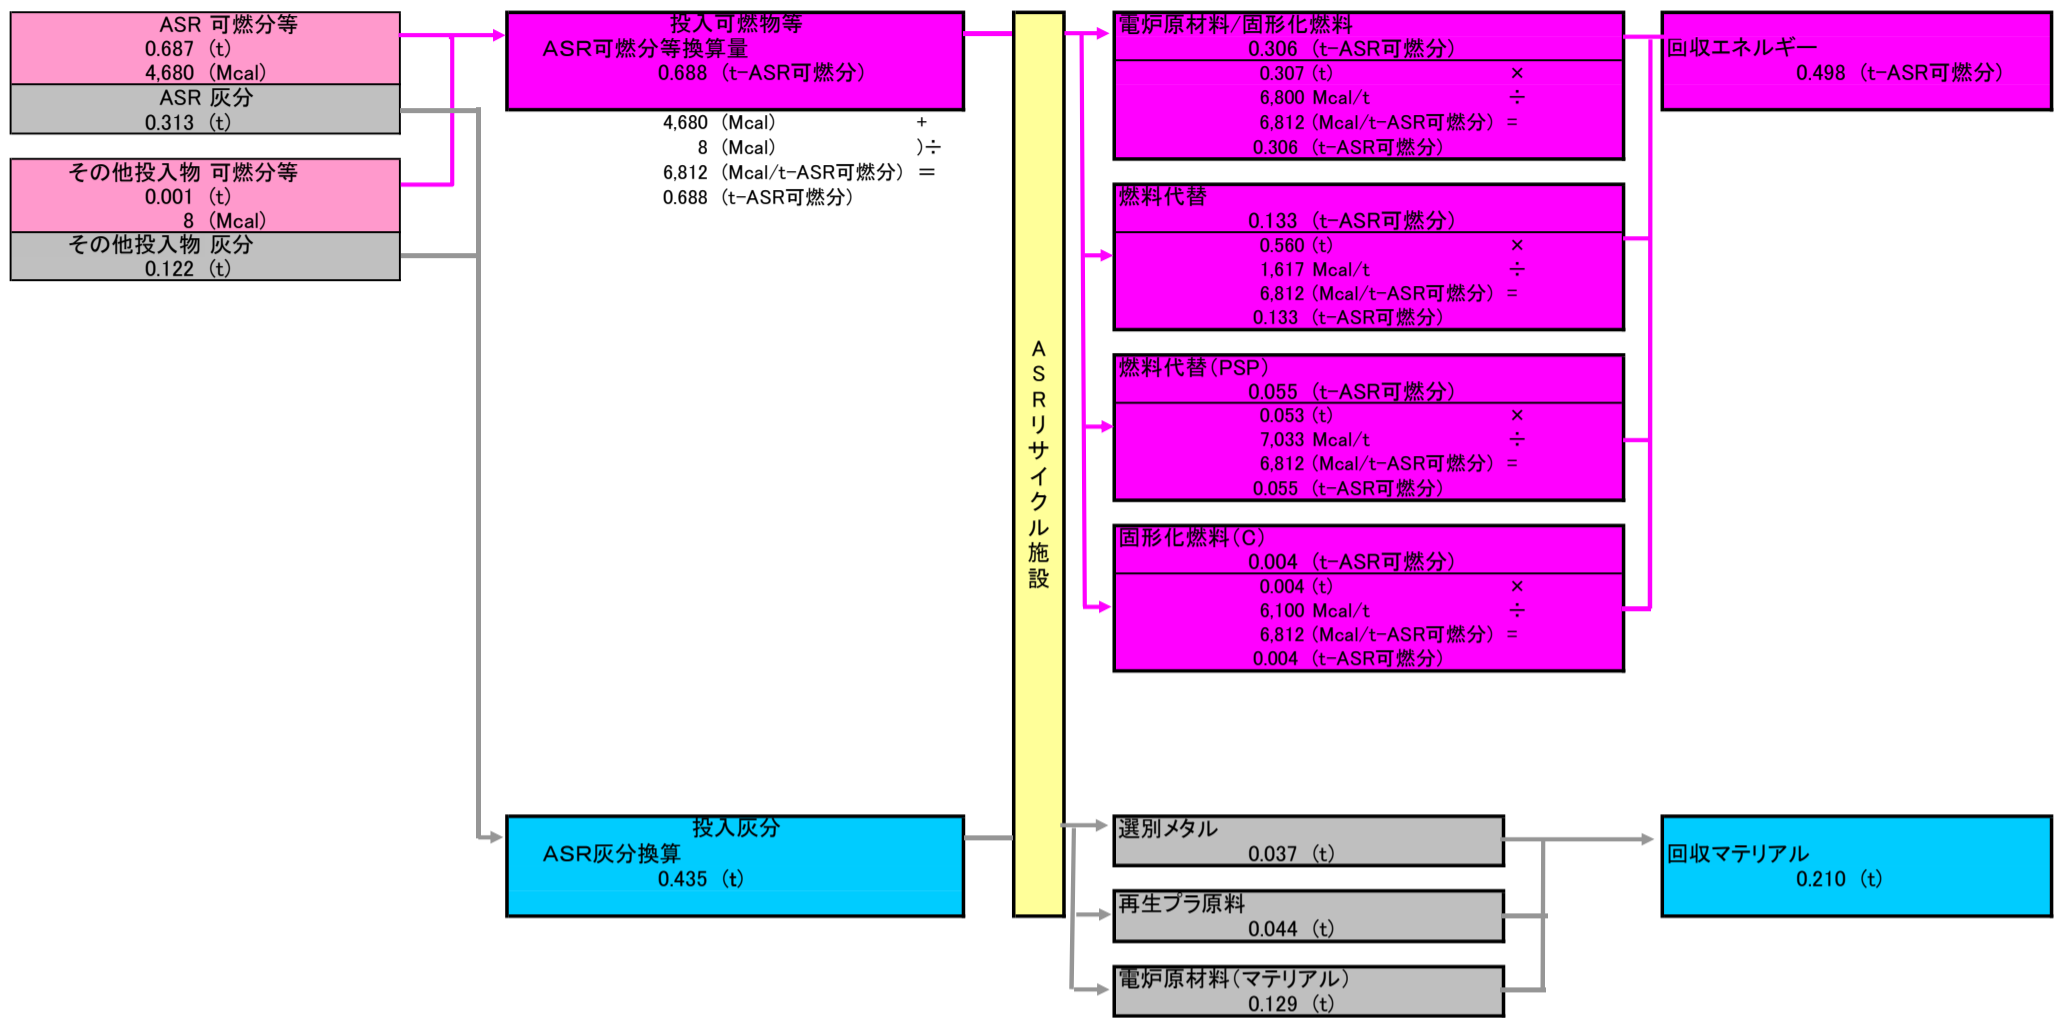 ASR 可燃分等
0.687 (t)
4,680 (Mcal)
ASR 灰分
0.313 (t)
その他投入物 可燃分等
0.001 (t)
8 (Mcal)
その他投入物 灰分
0.122 (t)
投入可燃物等
ASR可燃分等換算量
0.688 (t-ASR可燃分)
4,680 (Mcal) +
8 (Mcal) )÷
6,812 (Mcal/t-ASR可燃分) =
0.688 (t-ASR可燃分)
投入灰分
ASR灰分換算
0.435 (t)
ASRリサイクル施設
電炉原材料/固形化燃料
0.306 (t-ASR可燃分)
0.307 (t) ×
6,800 Mcal/t ÷
6,812 (Mcal/t-ASR可燃分) =
0.306 (t-ASR可燃分)
燃料代替
0.133 (t-ASR可燃分)
0.560 (t) ×
1,617 Mcal/t ÷
6,812 (Mcal/t-ASR可燃分) =
0.133 (t-ASR可燃分)
燃料代替(PSP)
0.055 (t-ASR可燃分)
0.053 (t) ×
7,033 Mcal/t ÷
6,812 (Mcal/t-ASR可燃分) =
0.055 (t-ASR可燃分)
固形化燃料(C)
0.004 (t-ASR可燃分)
0.004 (t) ×
6,100 Mcal/t ÷
6,812 (Mcal/t-ASR可燃分) =
0.004 (t-ASR可燃分)
選別メタル
0.037 (t)
再生プラ原料
0.044 (t)
電炉原材料(マテリアル)
0.129 (t)
回収エネルギー
0.498 (t-ASR可燃分)
回収マテリアル
0.210 (t)